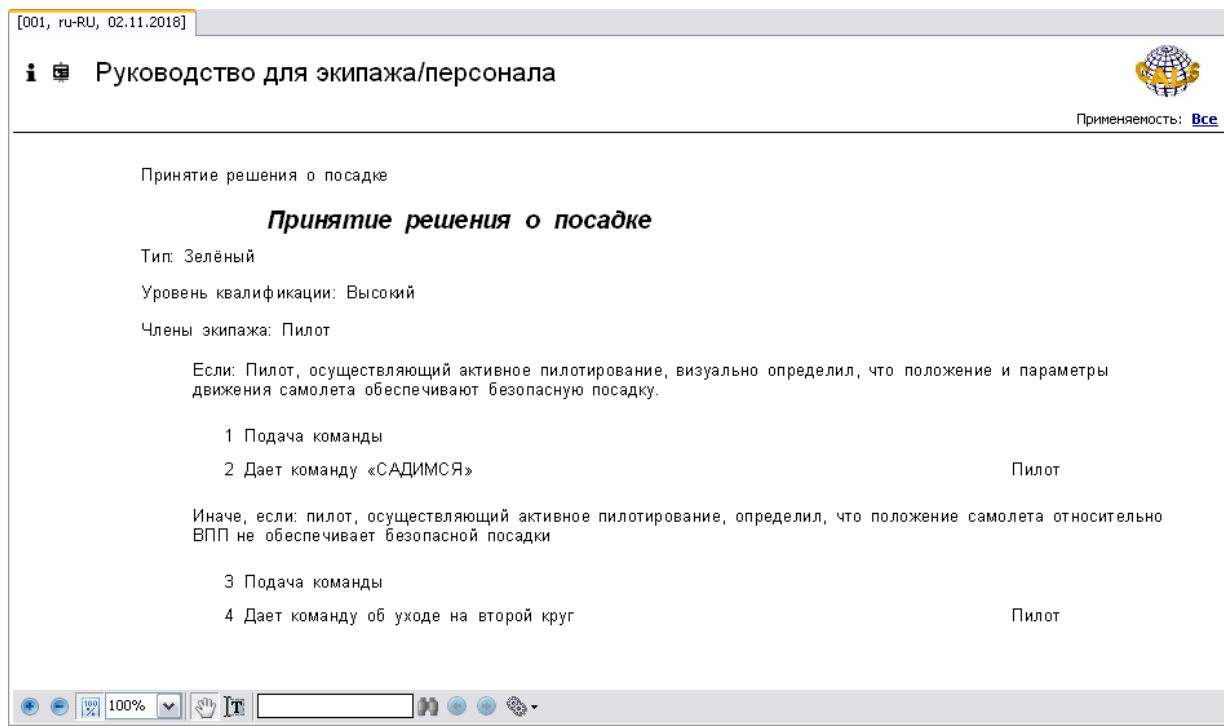 [001, ru-RU, 02.11.2018]
Руководство для экипажа/персонала
CALS
Применяемость: Все
Принятие решения о посадке
Принятие решения о посадке
Тип: Зелёный
Уровень квалификации: Высокий
Члены экипажа: Пилот
Если: Пилот, осуществляющий активное пилотирование, визуально определил, что положение и параметры
движения самолета обеспечивают безопасную посадку.
1 Подача команды
2 Дает команду «САДИМСЯ» Пилот
Иначе, если: пилот, осуществляющий активное пилотирование, определил, что положение самолета относительно
ВПП не обеспечивает безопасной посадки
3 Подача команды
4 Дает команду об уходе на второй круг Пилот
100 100% T